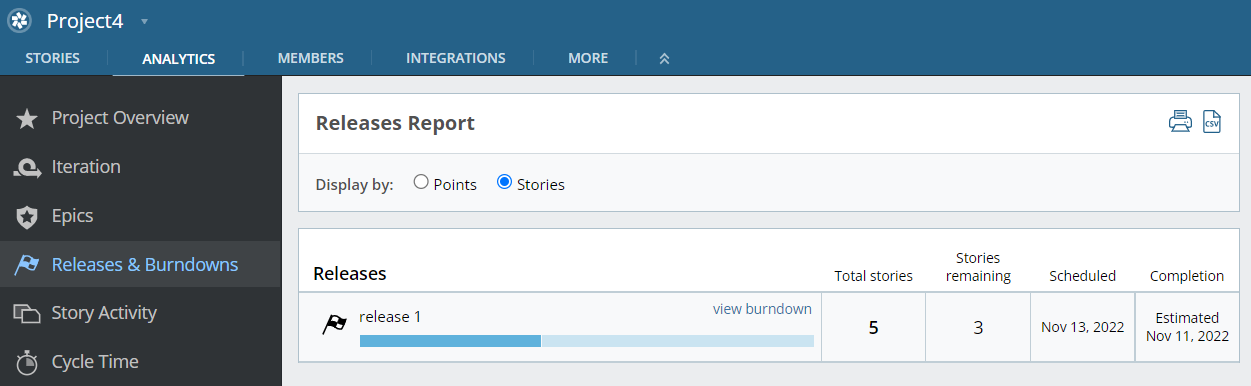 Project4
STORIES ANALYTICS MEMBERS INTEGRATIONS MORE
Project Overview
Iteration
Epics
Releases & Burndowns
Story Activity
Cycle Time
Releases Report
CSV
Display by: Points Stories
Releases Total stories Stories remaining Scheduled Completion
release 1 view burndown 5 3 Nov 13, 2022 Estimated Nov 11, 2022